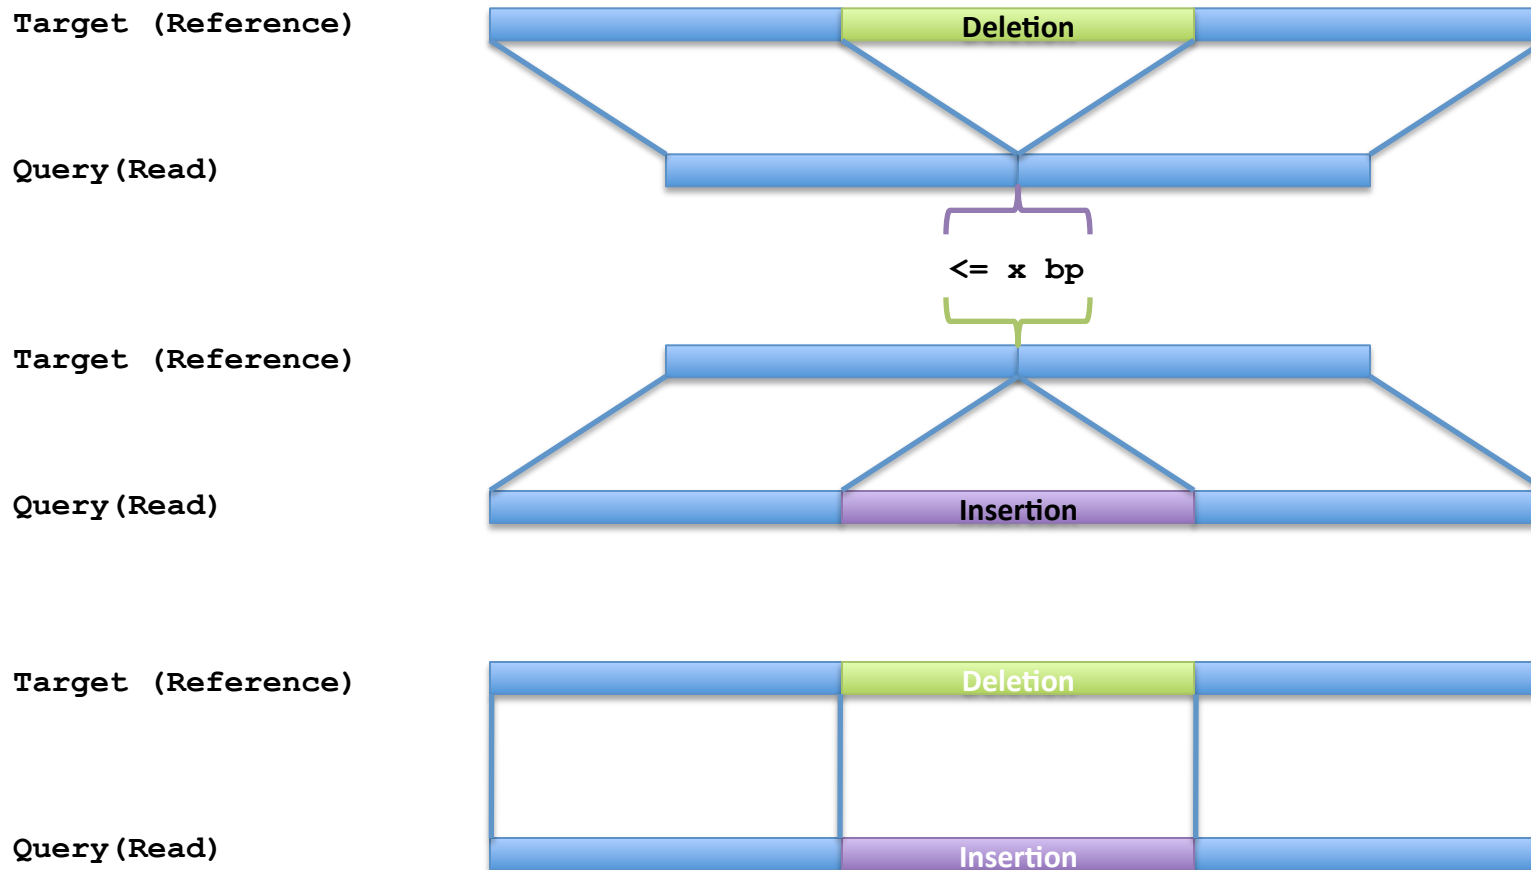 Target (Reference)
Deletion
Query(Read)
<= x bp
Target (Reference)
Query(Read)
Insertion
Target (Reference)
Deletion
Query(Read)
Insertion